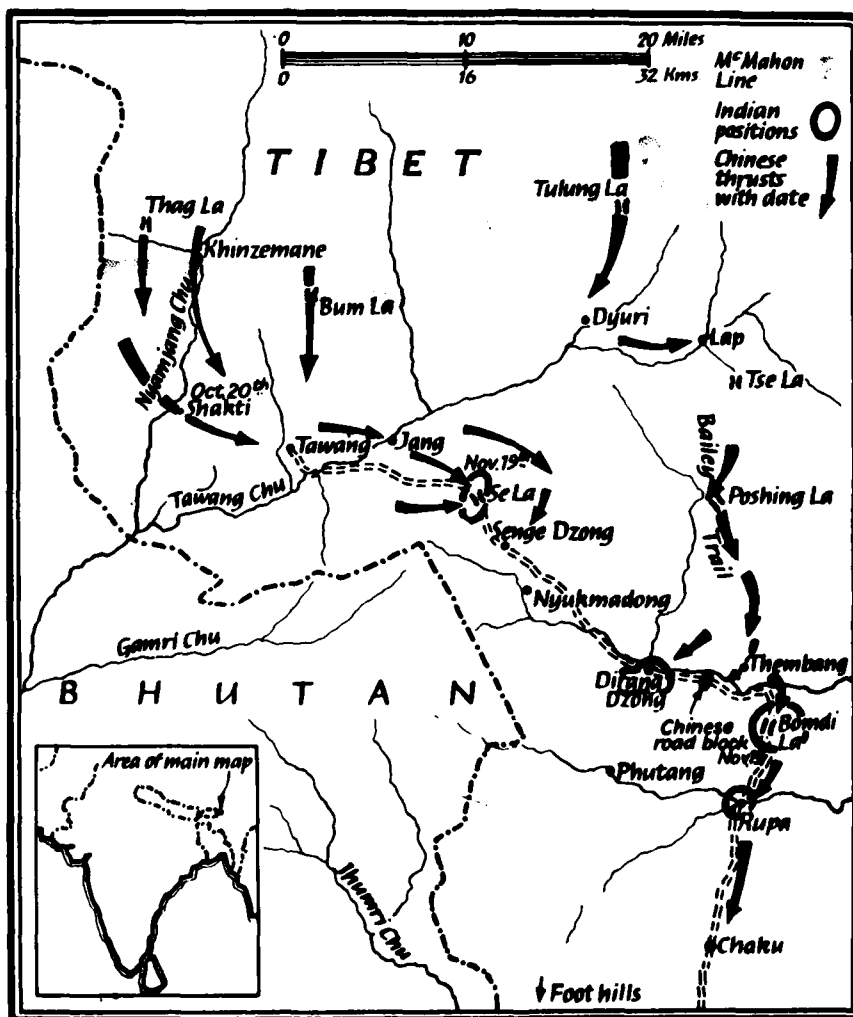 0 10 20 Miles
0 16 32 Kms
McMahon
Line
Indian
positions
Chinese
thrusts
with date
TIBET
Thag La
Khinzemane
Tulung La
Bum La
Nyamjang Chu
Dyuri
Lap
Tse La
Oct. 20th
Shakti
Tawang
Jang
Nov. 19th
Se La
Bailey
Trail
Poshing La
Tawang Chu
Senge Dzong
Nyukmadong
Gamri Chu
BHUTAN
Thembang
Dirang
Dzong
Chinese
road block
Bomdi
La
Phutang
Rupa
Area of main map
Jhumri Chu
Chaku
Foot hills